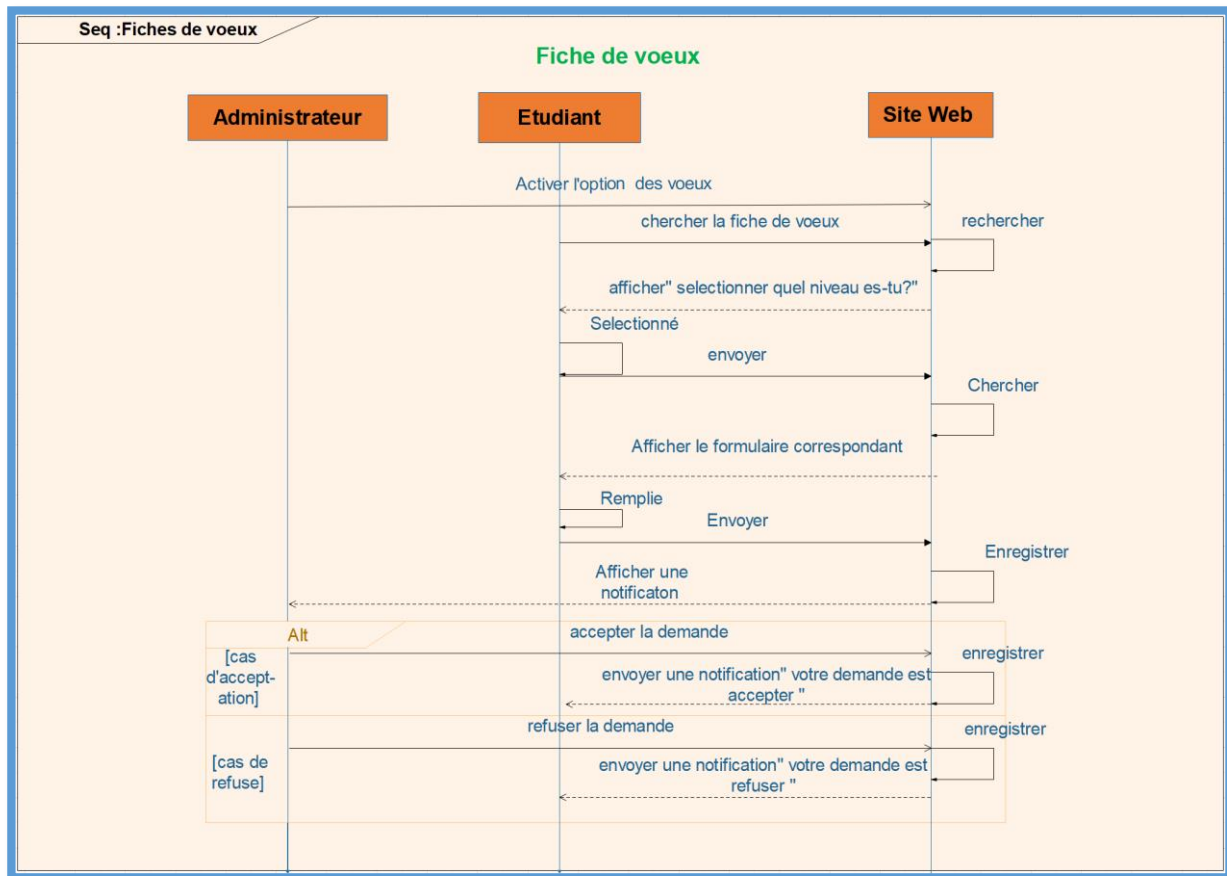 Seq :Fiches de voeux
Fiche de voeux
Administrateur
Etudiant
Site Web
Activer l'option des voeux
chercher la fiche de voeux
rechercher
afficher" selectionner quel niveau es-tu?"
Selectionné
envoyer
Chercher
Afficher le formulaire correspondant
Remplie
Envoyer
Enregistrer
Afficher une
notificaton
Alt
accepter la demande
[cas
d'accept-
ation]
enregistrer
envoyer une notification" votre demande est
accepter "
refuser la demande
enregistrer
[cas de
refuse]
envoyer une notification" votre demande est
refuser "